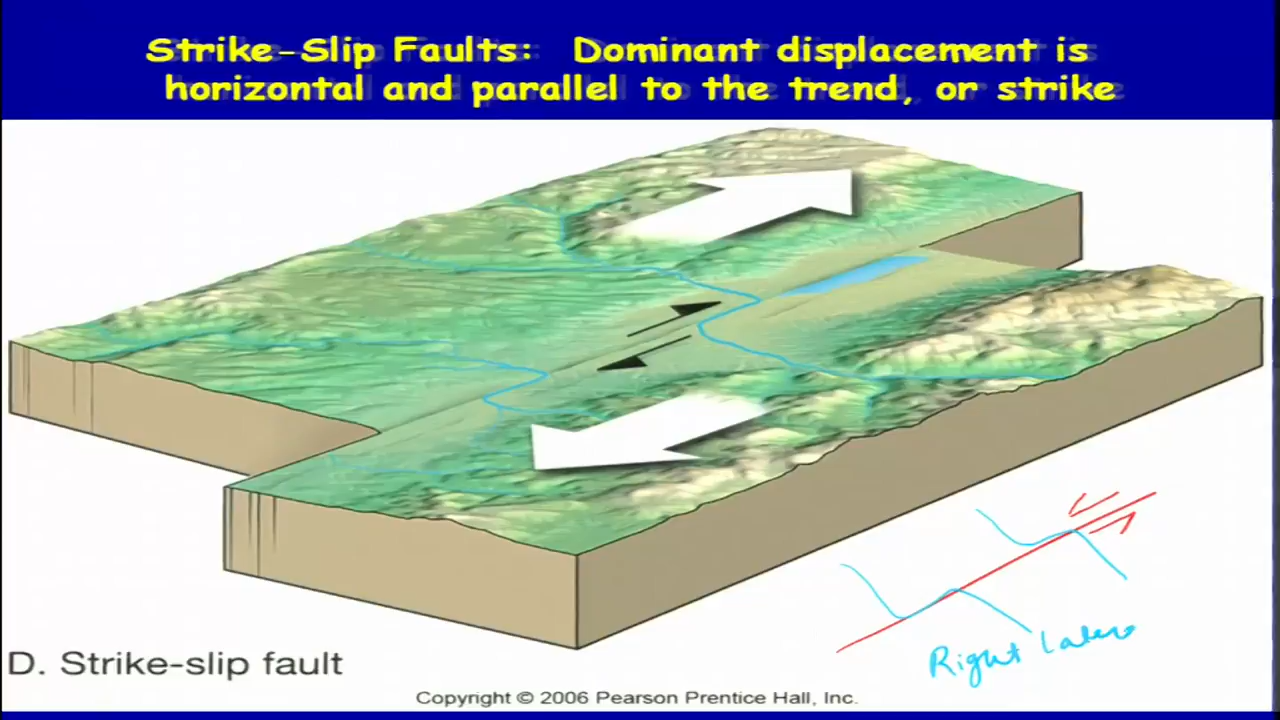 Strike-Slip Faults: Dominant displacement is
horizontal and parallel to the trend, or strike
Right Latera
D. Strike-slip fault
Copyright © 2006 Pearson Prentice Hall, Inc.